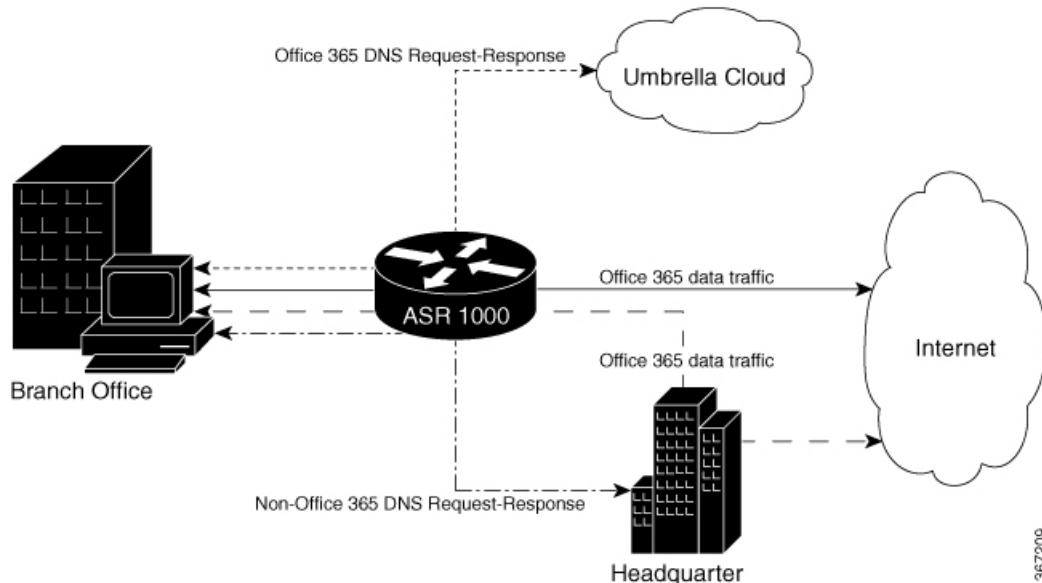 Office 365 DNS Request-Response
Umbrella Cloud
Office 365 data traffic
ASR 1000
Office 365 data traffic
Internet
Branch Office
Non-Office 365 DNS Request-Response
Headquarter
367209